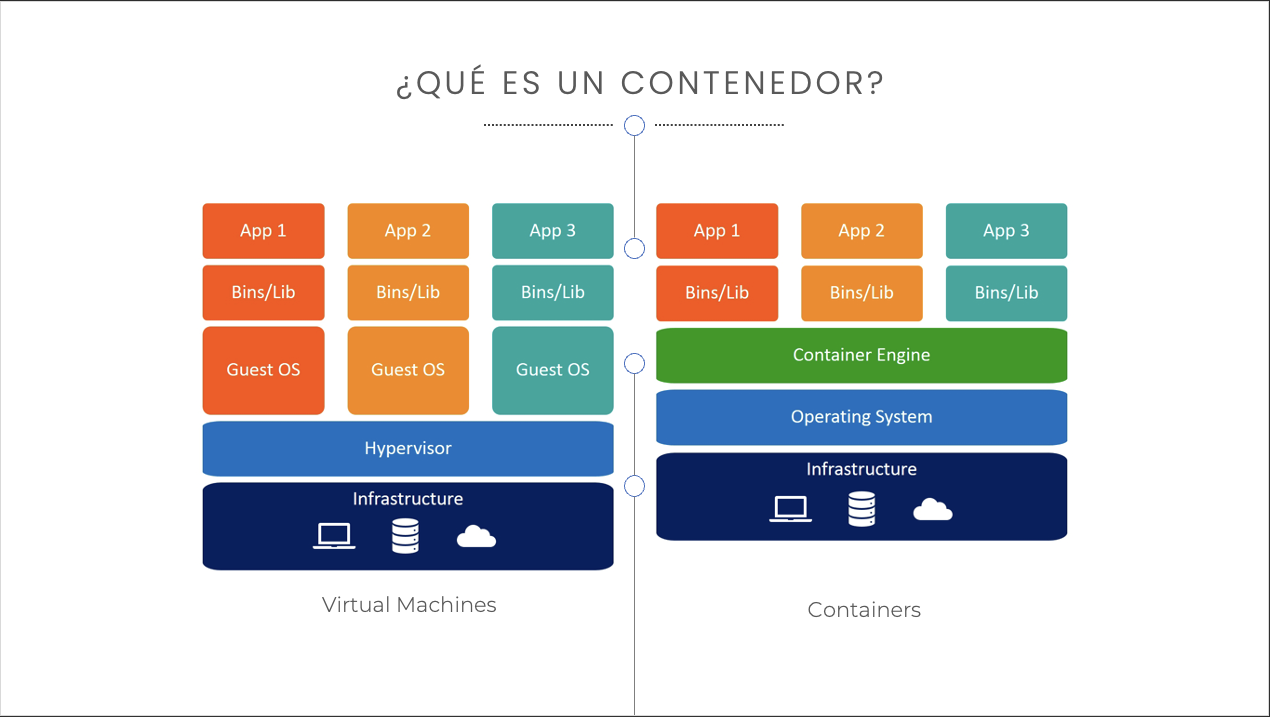 ¿QUÉ ES UN CONTENEDOR?
App 1 App 2 App 3
Bins/Lib Bins/Lib Bins/Lib
Guest OS Guest OS Guest OS
Hypervisor
Infrastructure
Virtual Machines
App 1 App 2 App 3
Bins/Lib Bins/Lib Bins/Lib
Container Engine
Operating System
Infrastructure
Containers